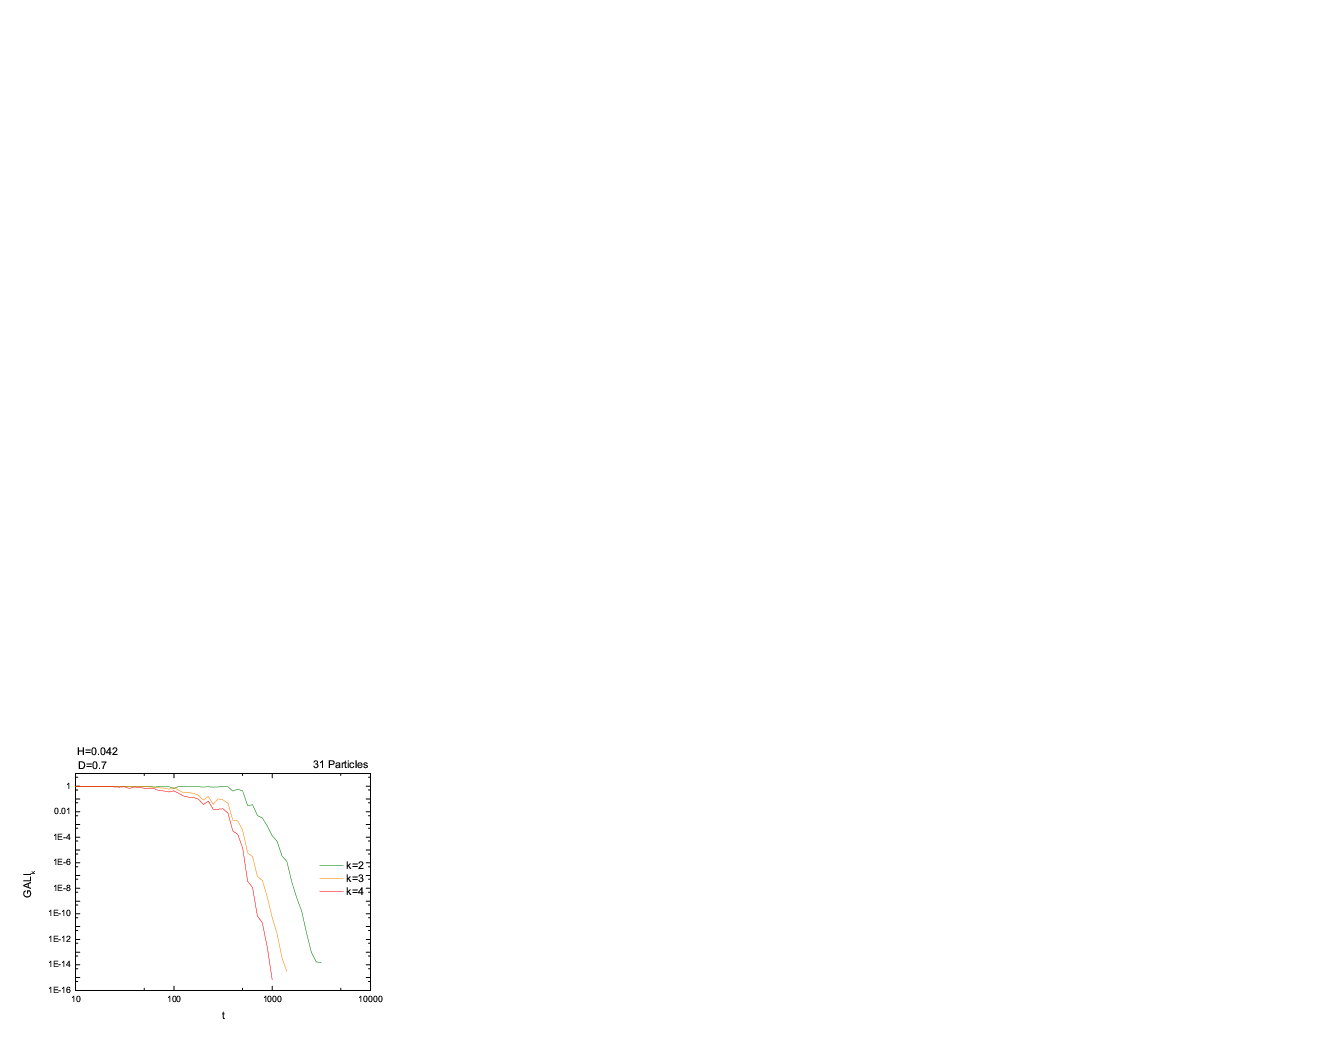 H=0.042
D=0.7
31 Particles
1
0.01
1E-4
1E-6
1E-8
1E-10
1E-12
1E-14
1E-16
GALI_k
k=2
k=3
k=4
10
100
1000
10000
t